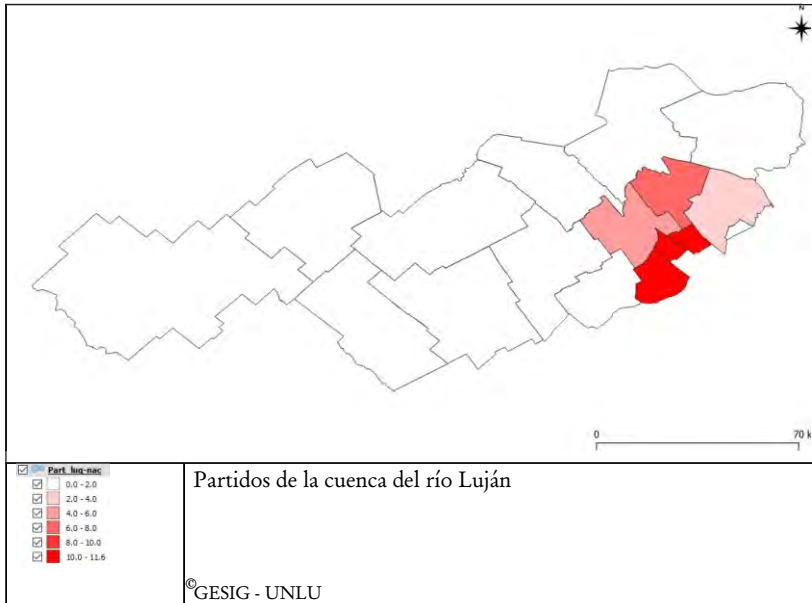 N
0
70 k
Part_lug-nac
0.0 - 2.0
2.0 - 4.0
4.0 - 6.0
6.0 - 8.0
8.0 - 10.0
10.0 - 11.6
Partidos de la cuenca del río Luján
©GESIG - UNLU